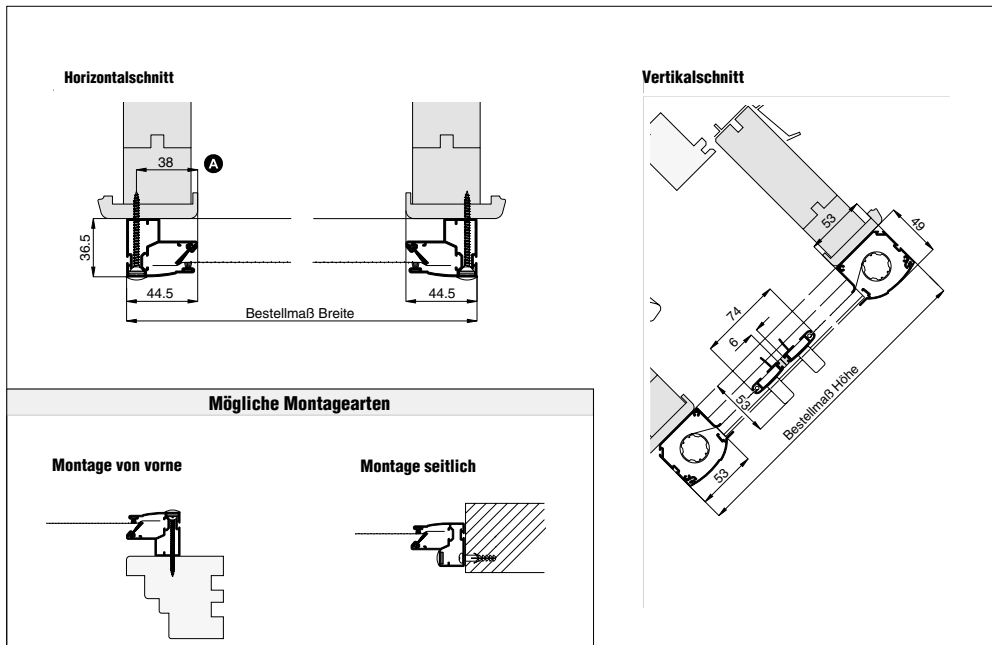 Horizontalschnitt
38
A
36.5
44.5
44.5
Bestellmaß Breite
Vertikalschnitt
53
49
74
6
53
Bestellmaß Höhe
53
Mögliche Montagearten
Montage von vorne
Montage seitlich